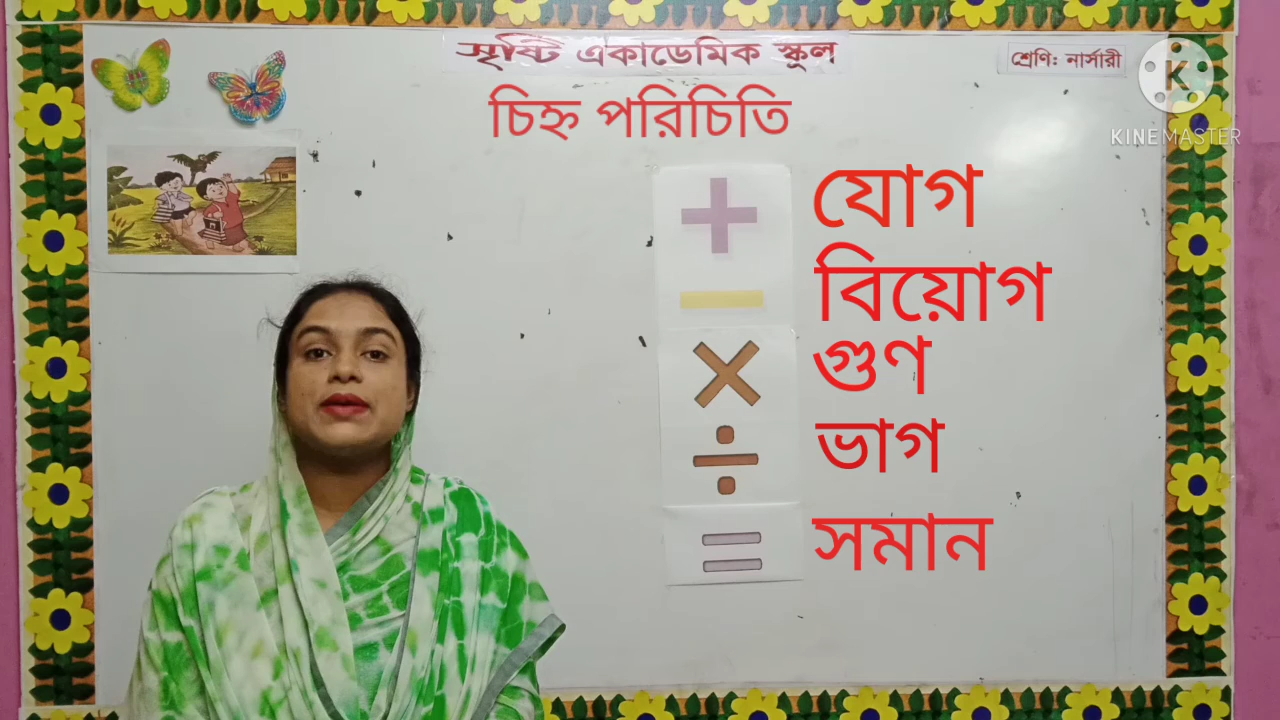 সৃষ্টি একাডেমিক স্কুল
শ্রেণি: নার্সারী
চিহ্ন পরিচিতি
K
KINEMASTER
+ যোগ
− বিয়োগ
× গুণ
÷ ভাগ
= সমান